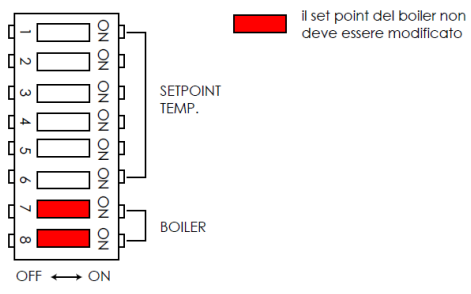 il set point del boiler non
deve essere modificato
1 ON
2 ON
3 ON
4 ON
5 ON
6 ON
7 ON
8 ON
SETPOINT
TEMP.
BOILER
OFF ⟷ ON